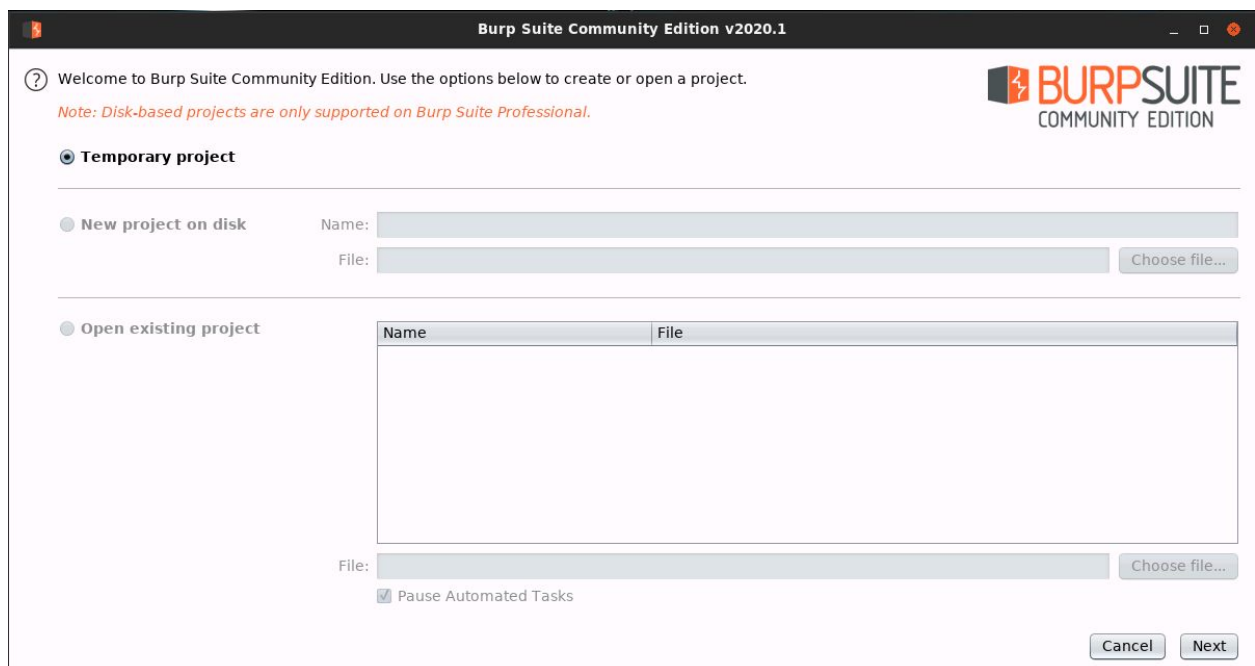 Burp Suite Community Edition v2020.1
Welcome to Burp Suite Community Edition. Use the options below to create or open a project.
Note: Disk-based projects are only supported on Burp Suite Professional.
BURPSUITE
COMMUNITY EDITION
Temporary project
New project on disk
Name:
File:
Choose file...
Open existing project
Name
File
File:
Choose file...
Pause Automated Tasks
Cancel
Next